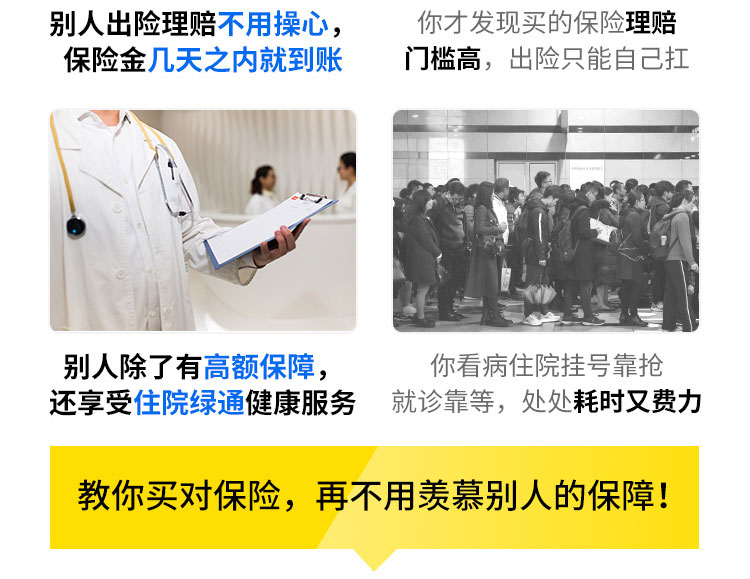 别人出险理赔不用操心，
保险金几天之内就到账
你才发现买的保险理赔
门槛高，出险只能自己扛
别人除了有高额保障，
还享受住院绿通健康服务
你看病住院挂号靠抢
就诊靠等，处处耗时又费力
教你买对保险，再不用羡慕别人的保障！